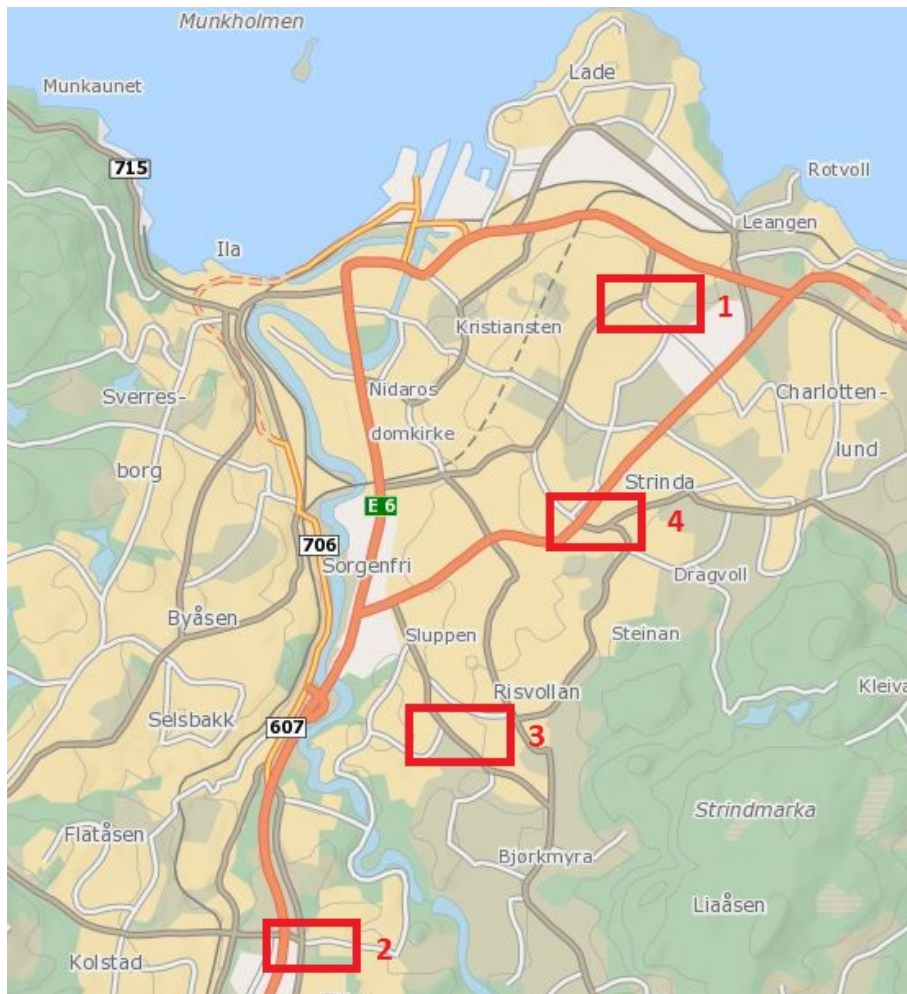 Munkholmen
Lade
Munkaunet
715
Rotvoll
Leangen
Ila
1
Kristiansten
Nidaros
domkirke
Sverres-
borg
Charlotten-
lund
Strinda
E 6
4
706
Sorgenfri
Dragvoll
Byåsen
Sluppen
Steinan
Risvollan
Kleiva
Selsbakk
607
3
Strindmarka
Flatåsen
Bjørkmyra
Liaåsen
2
Kolstad